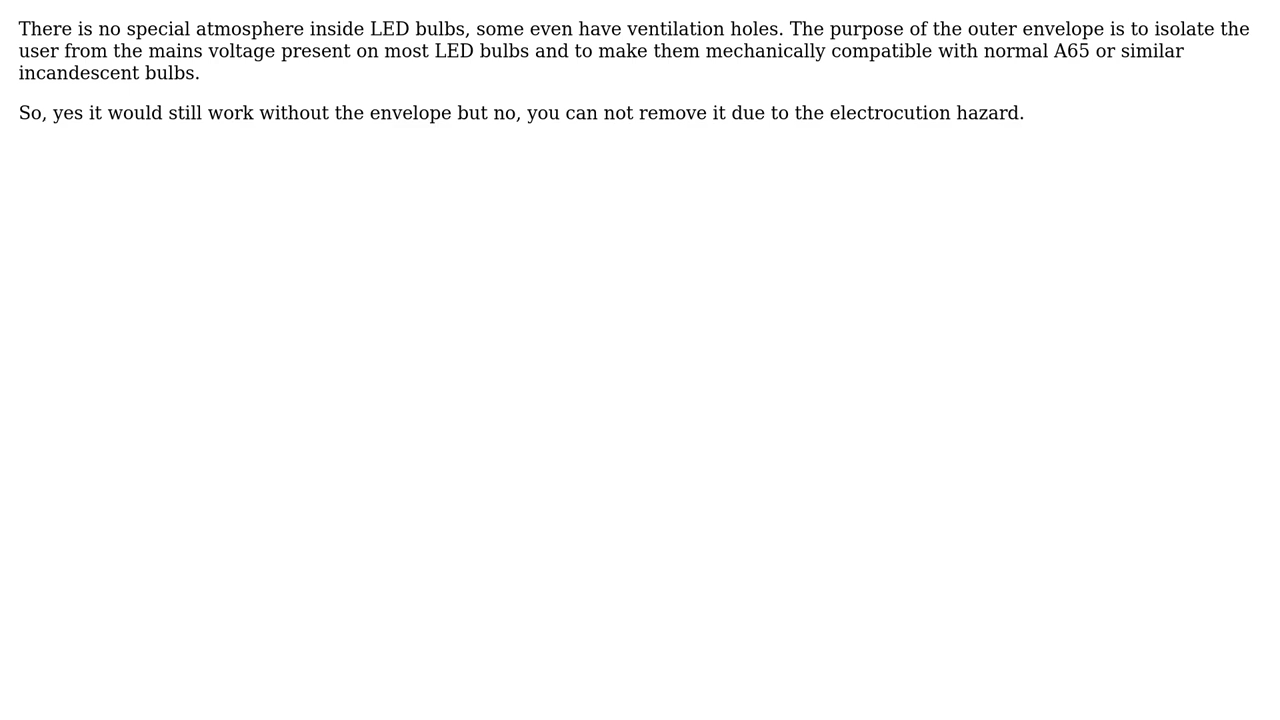 There is no special atmosphere inside LED bulbs, some even have ventilation holes. The purpose of the outer envelope is to isolate the
user from the mains voltage present on most LED bulbs and to make them mechanically compatible with normal A65 or similar
incandescent bulbs.
So, yes it would still work without the envelope but no, you can not remove it due to the electrocution hazard.